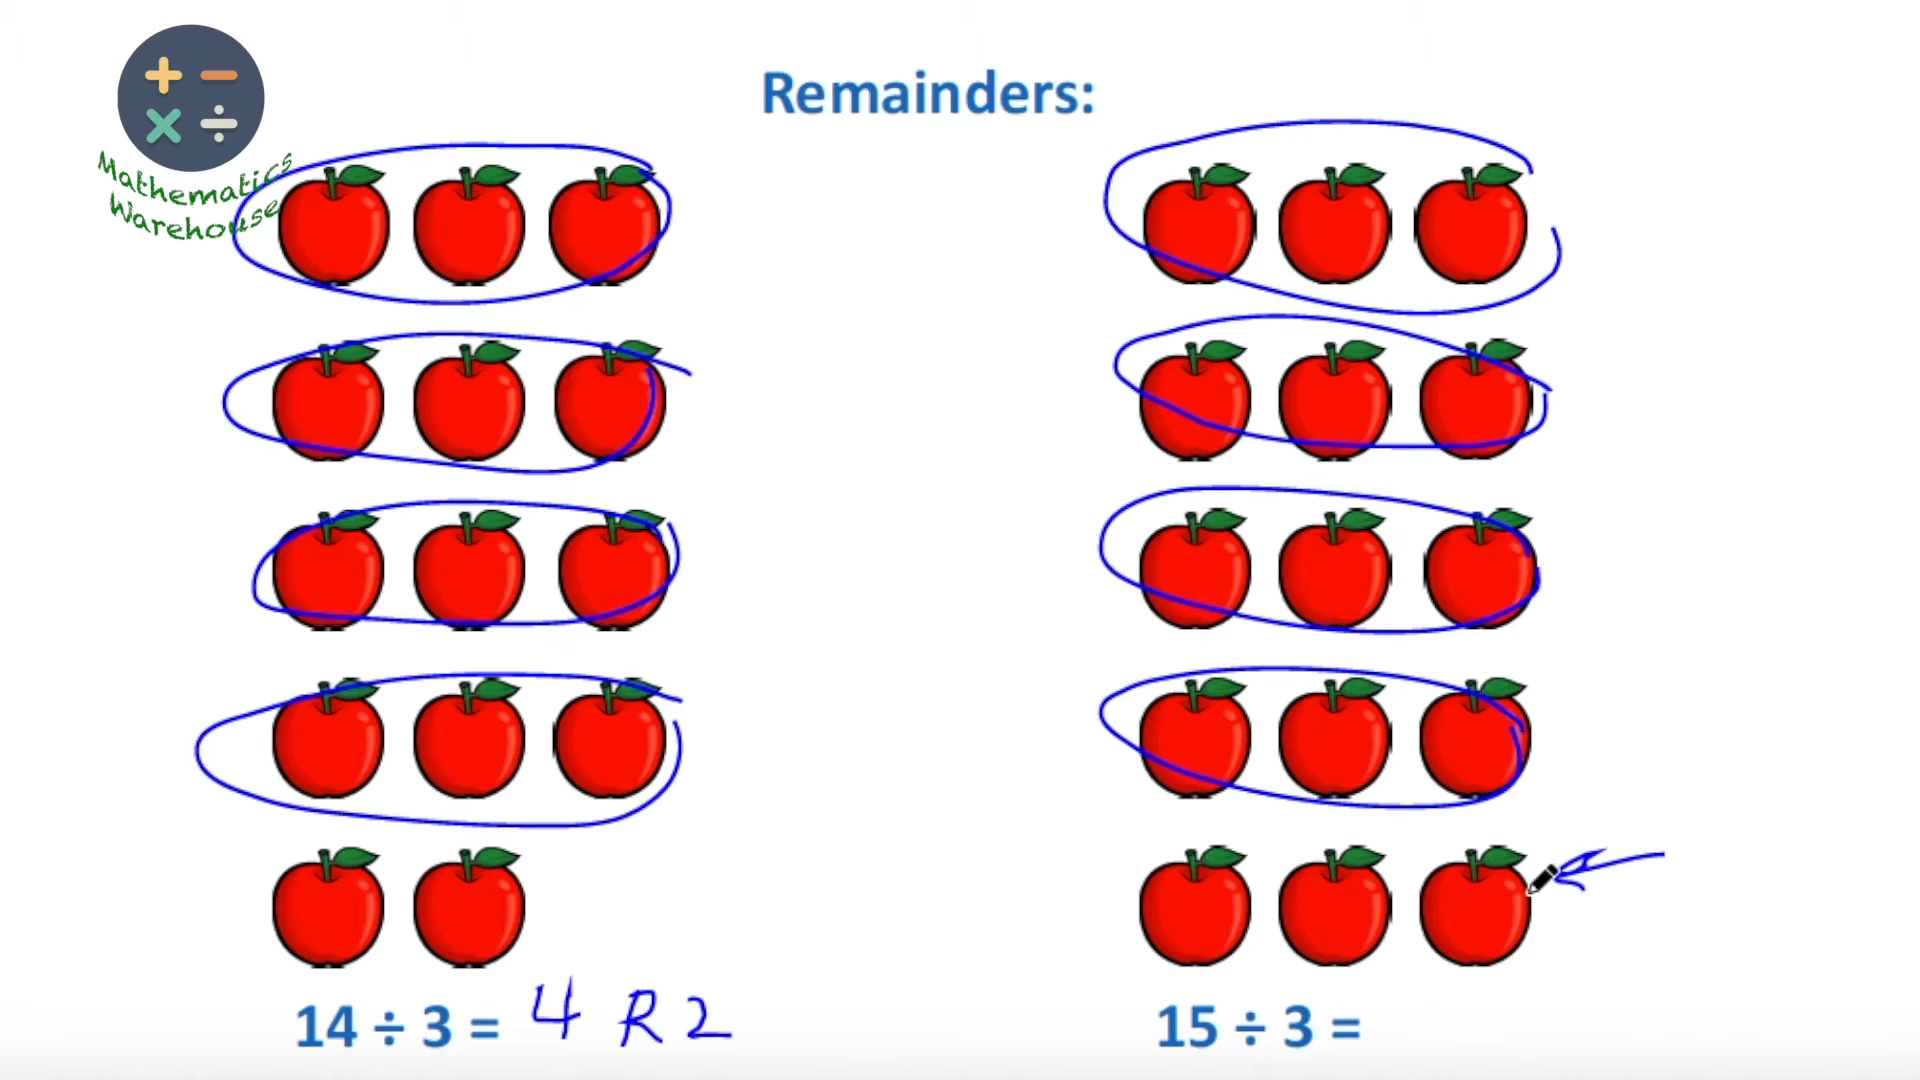 Mathematics
Warehouse
Remainders:
14 ÷ 3 = 4 R 2
15 ÷ 3 =